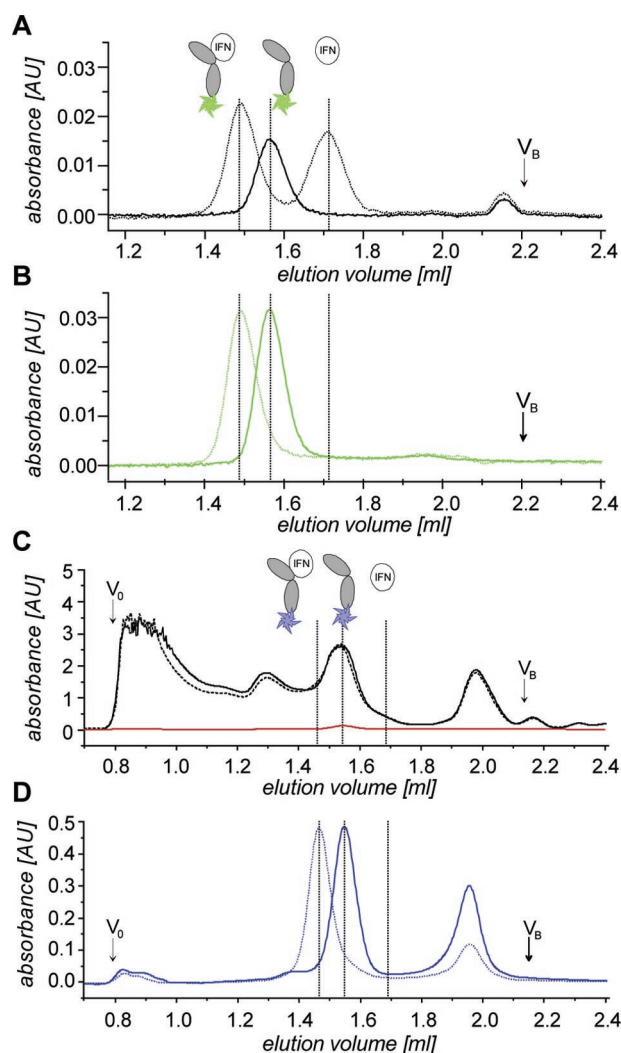 A
IFN
IFN
absorbance [AU]
0.03
0.02
0.01
0.00
V_B
1.2 1.4 1.6 1.8 2.0 2.2 2.4
elution volume [ml]
B
absorbance [AU]
0.03
0.02
0.01
0.00
V_B
1.2 1.4 1.6 1.8 2.0 2.2 2.4
elution volume [ml]
C
IFN
IFN
absorbance [AU]
5
4
3
2
1
0
V_0
V_B
0.8 1.0 1.2 1.4 1.6 1.8 2.0 2.2 2.4
elution volume [ml]
D
absorbance [AU]
0.5
0.4
0.3
0.2
0.1
0.0
V_0
V_B
0.8 1.0 1.2 1.4 1.6 1.8 2.0 2.2 2.4
elution volume [ml]